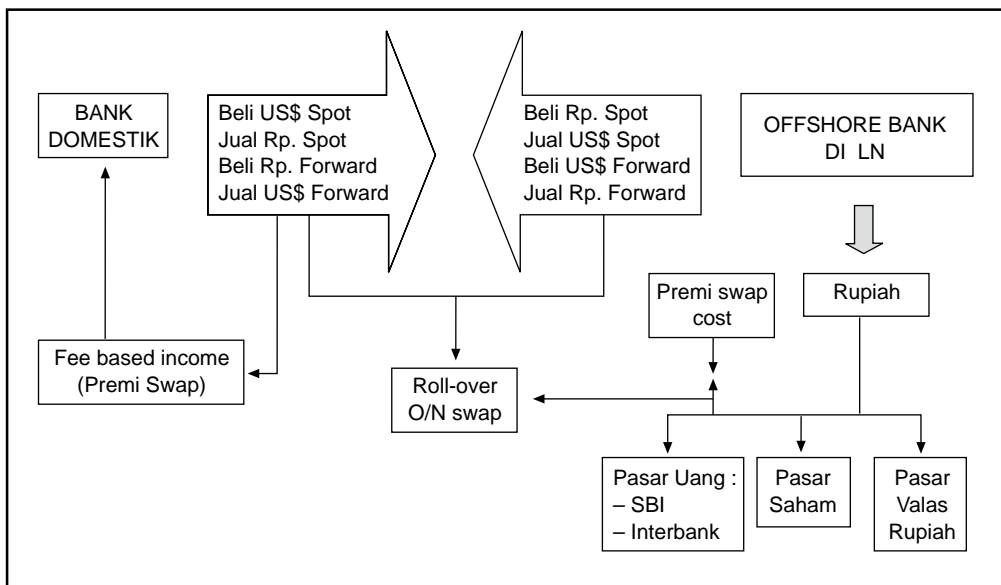 BANK
DOMESTIK
Beli US$ Spot
Jual Rp. Spot
Beli Rp. Forward
Jual US$ Forward
Beli Rp. Spot
Jual US$ Spot
Beli US$ Forward
Jual Rp. Forward
OFFSHORE BANK
DI LN
Premi swap
cost
Rupiah
Fee based income
(Premi Swap)
Roll-over
O/N swap
Pasar Uang :
– SBI
– Interbank
Pasar
Saham
Pasar
Valas
Rupiah